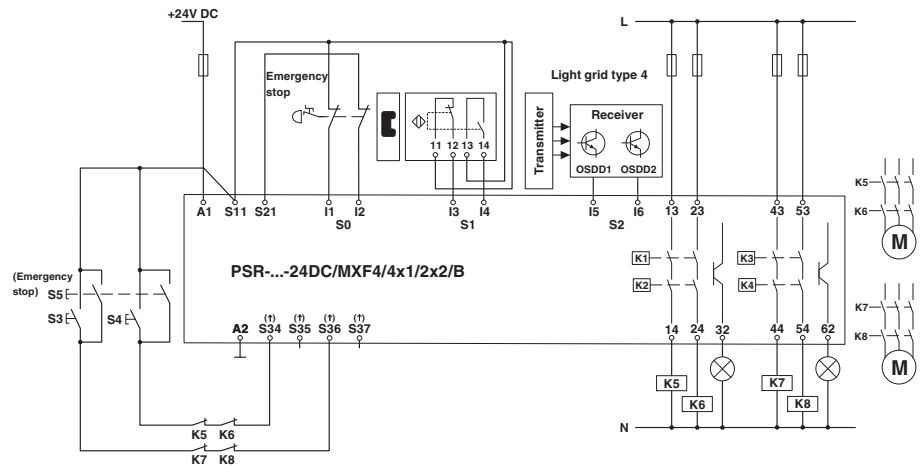 +24V DC
L
Emergency
stop
Light grid type 4
Transmitter
Receiver
OSDD1 OSDD2
11 12 13 14
A1 S11 S21 I1 I2 I3 I4 I5 I6 13 23 43 53
S0 S1 S2
K5
K6
M
PSR-...-24DC/MXF4/4x1/2x2/B
K1 K3
K2 K4
(Emergency
stop)
S5
S3 S4
A2
(↑) (↑) (↑) (↑)
S34 S35 S36 S37
14 24 32 44 54 62
K7
K8
M
K5 K7
K6 K8
N
K5 K6
K7 K8